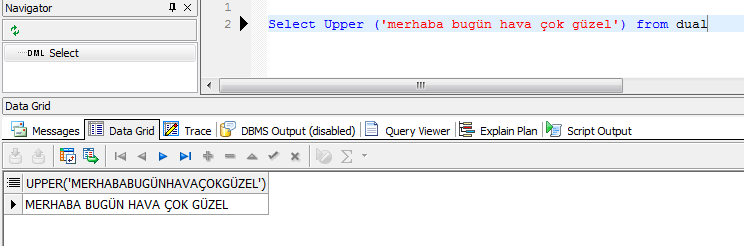 Navigator
DML Select
1
2 Select Upper ('merhaba bugün hava çok güzel') from dual
Data Grid
Messages Data Grid Trace DBMS Output (disabled) Query Viewer Explain Plan Script Output
UPPER('MERHABABUGÜNHAVAÇOKGÜZEL')
MERHABA BUGÜN HAVA ÇOK GÜZEL